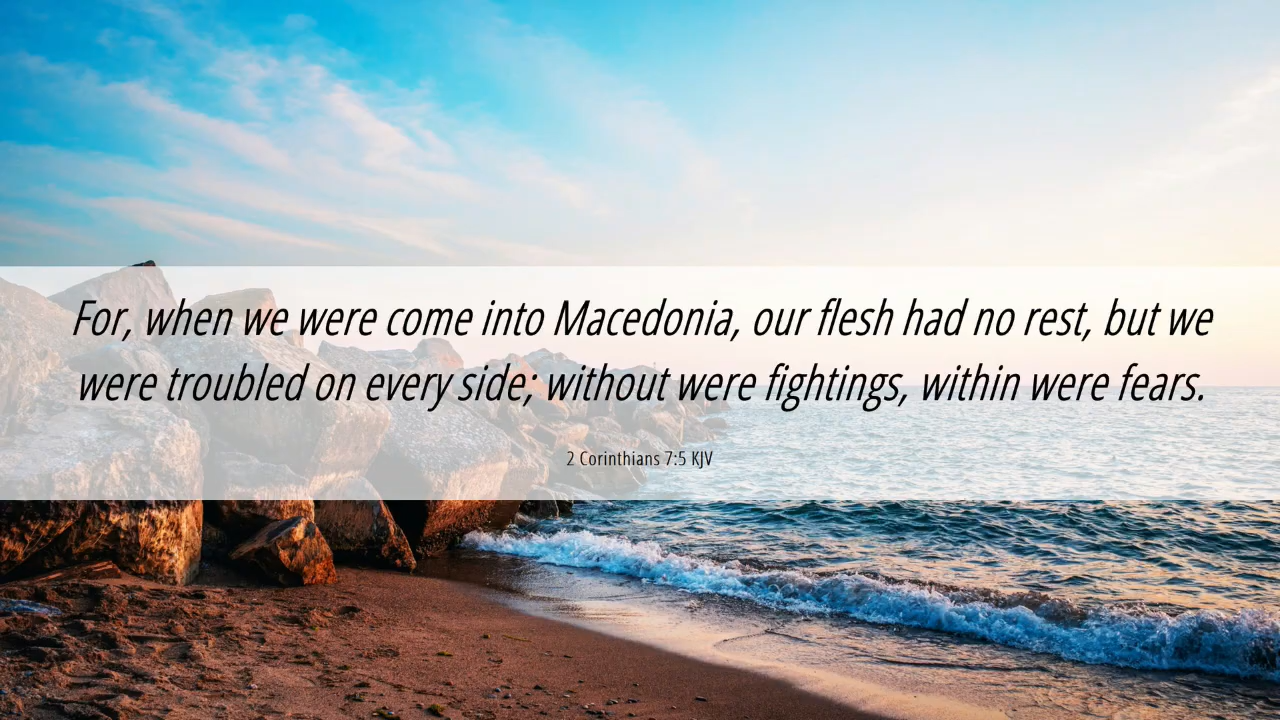 For, when we were come into Macedonia, our flesh had no rest, but we
were troubled on every side; without were fightings, within were fears.
2 Corinthians 7:5 KJV